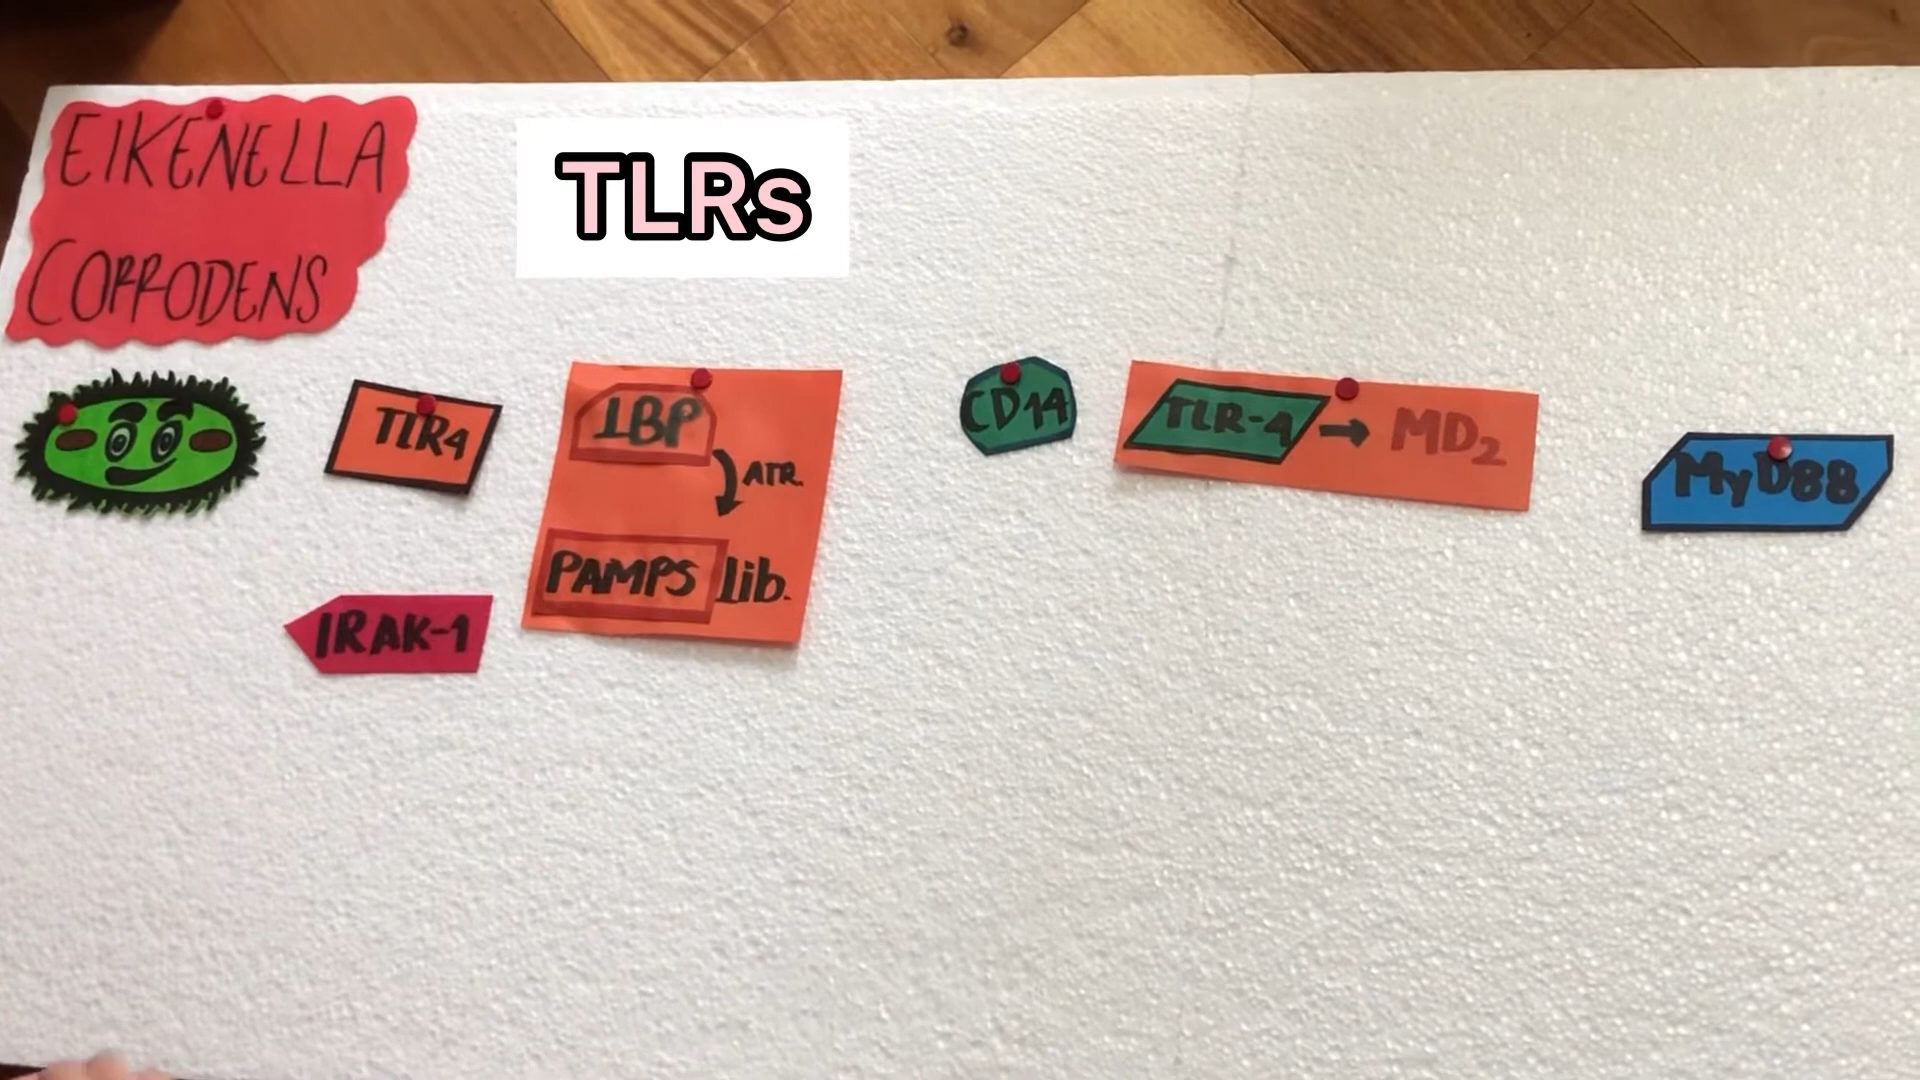 EIKENELLA
CORRODENS
TLRs
TLR4
LBP
ATR.
PAMPS lib.
CD14
TLR-4 → MD2
MyD88
IRAK-1